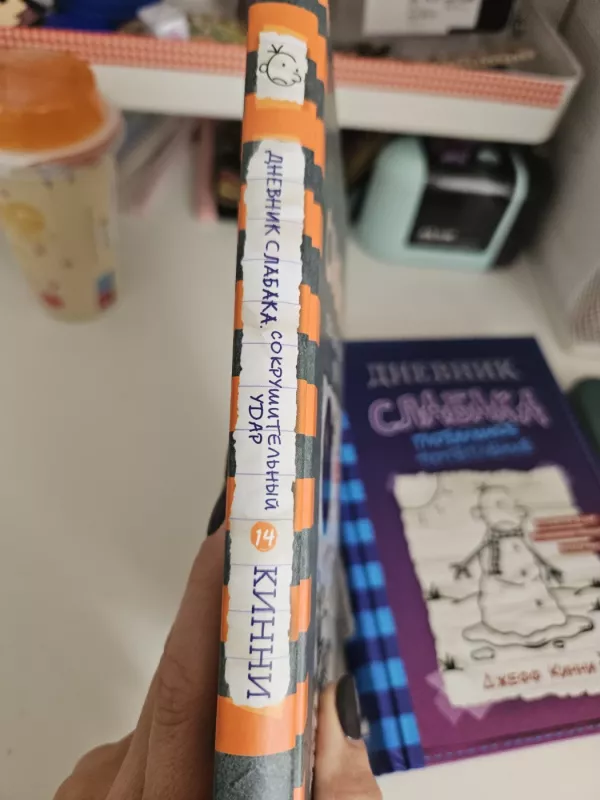 ДНЕВНИК СЛАБАКА. СОКРУШИТЕЛЬНЫЙ
УДАР
14
КИННИ
ДНЕВНИК
СЛАБАКА
ДЖЕФФ КИННИ